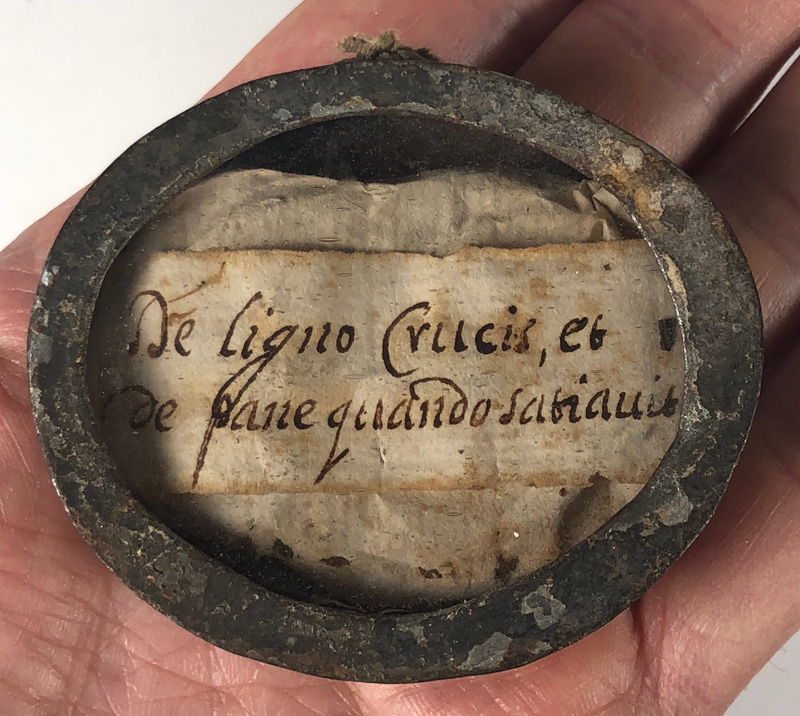 De ligno Crucis, et
de pane quando satiauit